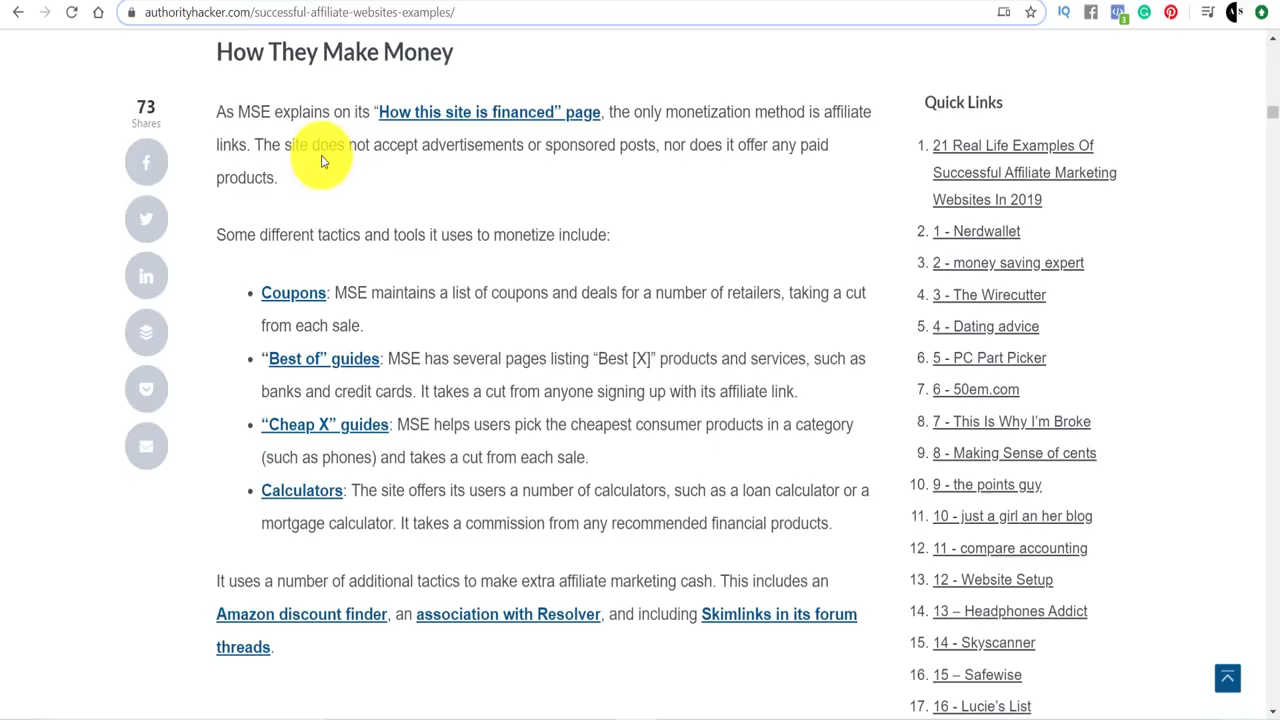 authorityhacker.com/successful-affiliate-websites-examples/
How They Make Money
73
Shares
As MSE explains on its “How this site is financed” page, the only monetization method is affiliate
links. The site does not accept advertisements or sponsored posts, nor does it offer any paid
products.
Some different tactics and tools it uses to monetize include:
• Coupons: MSE maintains a list of coupons and deals for a number of retailers, taking a cut
from each sale.
• “Best of” guides: MSE has several pages listing “Best [X]” products and services, such as
banks and credit cards. It takes a cut from anyone signing up with its affiliate link.
• “Cheap X” guides: MSE helps users pick the cheapest consumer products in a category
(such as phones) and takes a cut from each sale.
• Calculators: The site offers its users a number of calculators, such as a loan calculator or a
mortgage calculator. It takes a commission from any recommended financial products.
It uses a number of additional tactics to make extra affiliate marketing cash. This includes an
Amazon discount finder, an association with Resolver, and including Skimlinks in its forum
threads.
Quick Links
1. 21 Real Life Examples Of
Successful Affiliate Marketing
Websites In 2019
2. 1 - Nerdwallet
3. 2 - money saving expert
4. 3 - The Wirecutter
5. 4 - Dating advice
6. 5 - PC Part Picker
7. 6 - 50em.com
8. 7 - This Is Why I’m Broke
9. 8 - Making Sense of cents
10. 9 - the points guy
11. 10 - just a girl an her blog
12. 11 - compare accounting
13. 12 - Website Setup
14. 13 – Headphones Addict
15. 14 - Skyscanner
16. 15 – Safewise
17. 16 - Lucie's List